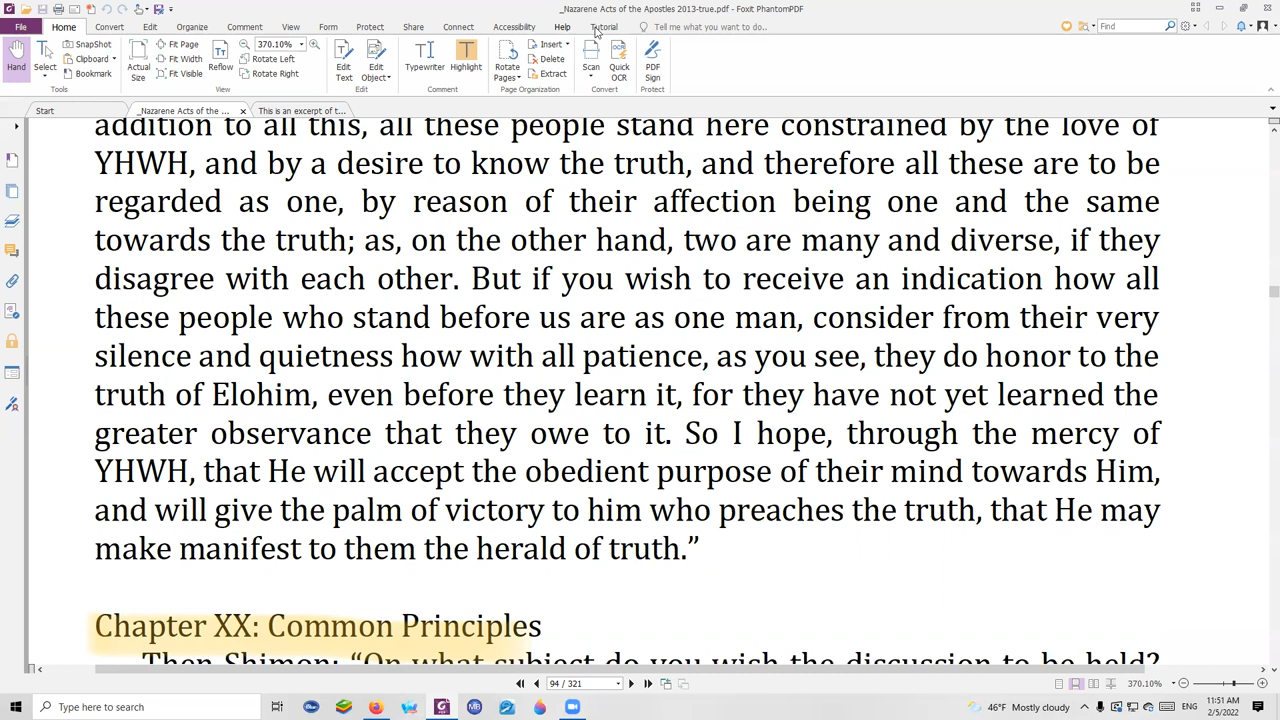 _Nazarene Acts of the Apostles 2013-true.pdf - Foxit PhantomPDF
File Home Convert Edit Organize Comment View Form Protect Share Connect Accessibility Help Tutorial Tell me what you want to do.. Find
Hand Select SnapShot Clipboard Bookmark Actual Size Fit Page Fit Width Fit Visible Reflow 370.10% Rotate Left Rotate Right Edit Text Edit Object Typewriter Highlight Rotate Pages Insert Delete Extract Scan Quick OCR PDF Sign
Tools View Edit Comment Page Organization Convert Protect
Start _Nazarene Acts of the ... This is an excerpt of t...
addition to all this, all these people stand here constrained by the love of
YHWH, and by a desire to know the truth, and therefore all these are to be
regarded as one, by reason of their affection being one and the same
towards the truth; as, on the other hand, two are many and diverse, if they
disagree with each other. But if you wish to receive an indication how all
these people who stand before us are as one man, consider from their very
silence and quietness how with all patience, as you see, they do honor to the
truth of Elohim, even before they learn it, for they have not yet learned the
greater observance that they owe to it. So I hope, through the mercy of
YHWH, that He will accept the obedient purpose of their mind towards Him,
and will give the palm of victory to him who preaches the truth, that He may
make manifest to them the herald of truth.”
Chapter XX: Common Principles
Then Shimon: “On what subject do you wish the discussion to be held?
94 / 321 370.10%
Type here to search 46°F Mostly cloudy ENG 11:51 AM
2/5/2022